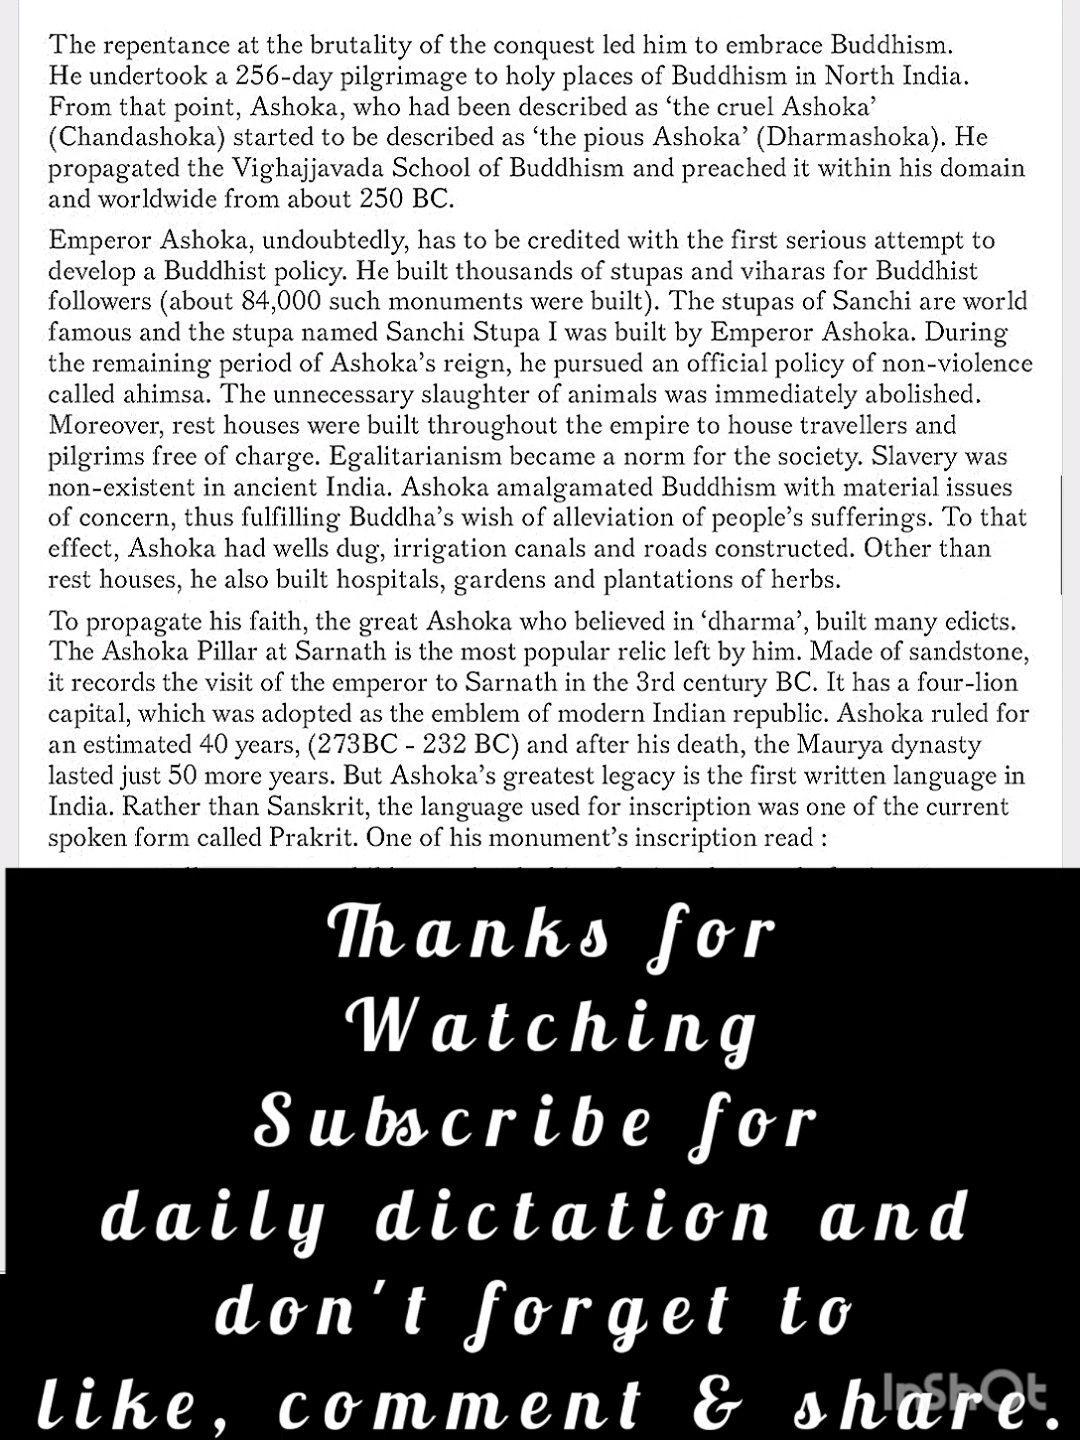 The repentance at the brutality of the conquest led him to embrace Buddhism.
He undertook a 256-day pilgrimage to holy places of Buddhism in North India.
From that point, Ashoka, who had been described as ‘the cruel Ashoka’
(Chandashoka) started to be described as ‘the pious Ashoka’ (Dharmashoka). He
propagated the Vighajjavada School of Buddhism and preached it within his domain
and worldwide from about 250 BC.
Emperor Ashoka, undoubtedly, has to be credited with the first serious attempt to
develop a Buddhist policy. He built thousands of stupas and viharas for Buddhist
followers (about 84,000 such monuments were built). The stupas of Sanchi are world
famous and the stupa named Sanchi Stupa I was built by Emperor Ashoka. During
the remaining period of Ashoka’s reign, he pursued an official policy of non-violence
called ahimsa. The unnecessary slaughter of animals was immediately abolished.
Moreover, rest houses were built throughout the empire to house travellers and
pilgrims free of charge. Egalitarianism became a norm for the society. Slavery was
non-existent in ancient India. Ashoka amalgamated Buddhism with material issues
of concern, thus fulfilling Buddha’s wish of alleviation of people’s sufferings. To that
effect, Ashoka had wells dug, irrigation canals and roads constructed. Other than
rest houses, he also built hospitals, gardens and plantations of herbs.
To propagate his faith, the great Ashoka who believed in ‘dharma’, built many edicts.
The Ashoka Pillar at Sarnath is the most popular relic left by him. Made of sandstone,
it records the visit of the emperor to Sarnath in the 3rd century BC. It has a four-lion
capital, which was adopted as the emblem of modern Indian republic. Ashoka ruled for
an estimated 40 years, (273BC - 232 BC) and after his death, the Maurya dynasty
lasted just 50 more years. But Ashoka’s greatest legacy is the first written language in
India. Rather than Sanskrit, the language used for inscription was one of the current
spoken form called Prakrit. One of his monument’s inscription read :
Thanks for
Watching
Subscribe for
daily dictation and
don't forget to
like, comment & share.
InShOt